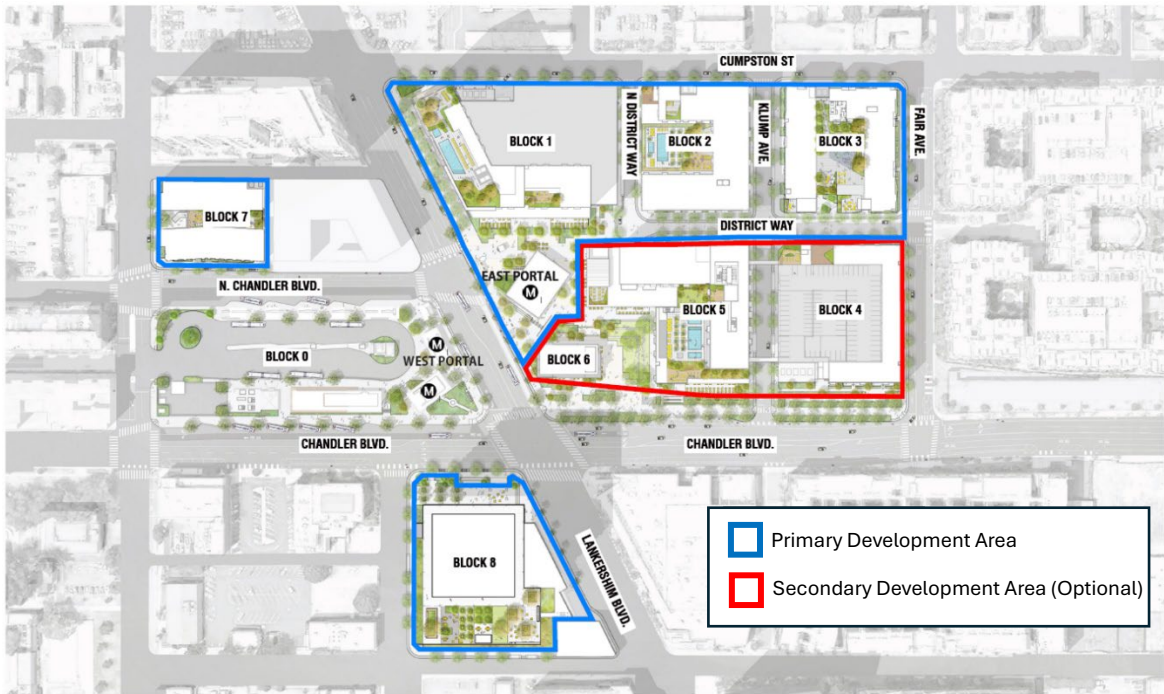 CUMPSTON ST
N DISTRICT WAY
KLUMP AVE.
FAIR AVE.
BLOCK 1
BLOCK 2
BLOCK 3
BLOCK 7
DISTRICT WAY
EAST PORTAL
M
N. CHANDLER BLVD.
BLOCK 5
BLOCK 4
M
WEST PORTAL
BLOCK 0
BLOCK 6
M
CHANDLER BLVD.
CHANDLER BLVD.
LANKERSHIM BLVD.
BLOCK 8
Primary Development Area
Secondary Development Area (Optional)